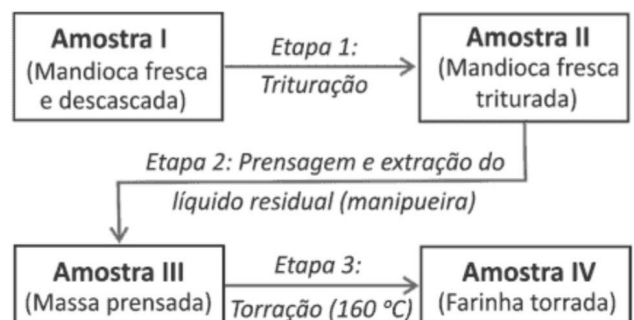 Amostra I
(Mandioca fresca
e descascada)
Etapa 1:
Trituração
Amostra II
(Mandioca fresca
triturada)
Etapa 2: Prensagem e extração do
líquido residual (manipueira)
Amostra III
(Massa prensada)
Etapa 3:
Torração (160 ºC)
Amostra IV
(Farinha torrada)